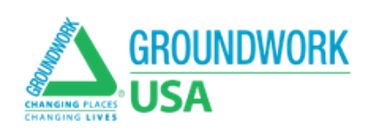 GROUNDWORK
CHANGING PLACES
CHANGING LIVES
®
GROUNDWORK
USA